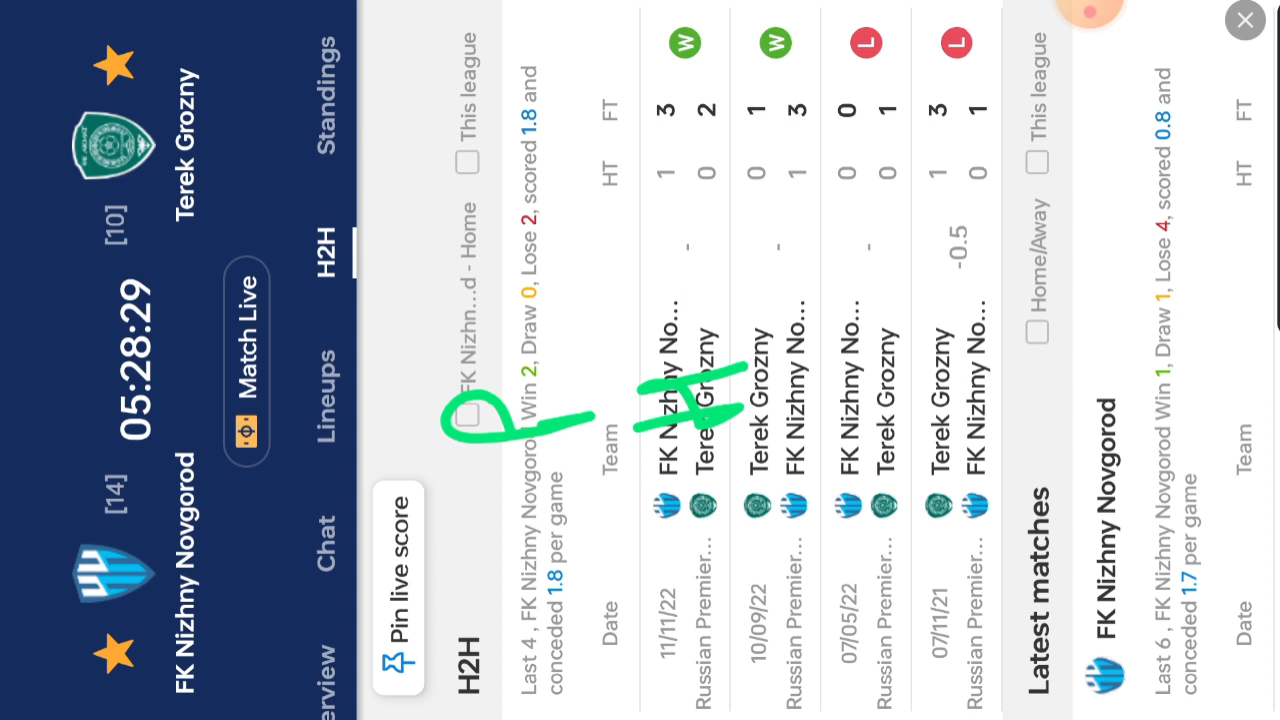 FK Nizhny Novgorod [14] 05:28:29 [10] Terek Grozny
Match Live
erview Chat Lineups H2H Standings
Pin live score
H2H FK Nizhn...d - Home This league
Last 4 , FK Nizhny Novgorod Win 2, Draw 0, Lose 2, scored 1.8 and
conceded 1.8 per game
Date Team HT FT
11/11/22 FK Nizhny No... - 1 3 W
Russian Premier... Terek Grozny 0 2
10/09/22 Terek Grozny - 0 1 W
Russian Premier... FK Nizhny No... 1 3
07/05/22 FK Nizhny No... - 0 0 L
Russian Premier... Terek Grozny 0 1
07/11/21 Terek Grozny -0.5 1 3 L
Russian Premier... FK Nizhny No... 0 1
Latest matches Home/Away This league
FK Nizhny Novgorod
Last 6 , FK Nizhny Novgorod Win 1, Draw 1, Lose 4, scored 0.8 and
conceded 1.7 per game
Date Team HT FT